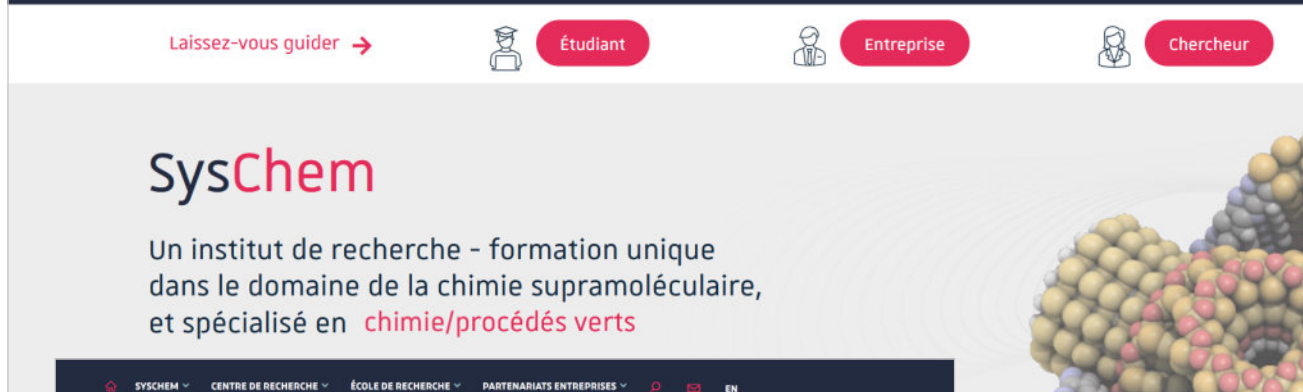 Laissez-vous guider
Étudiant
Entreprise
Chercheur
SysChem
Un institut de recherche - formation unique
dans le domaine de la chimie supramoléculaire,
et spécialisé en chimie/procédés verts
SYSCHEM CENTRE DE RECHERCHE ÉCOLE DE RECHERCHE PARTENARIATS ENTREPRISES EN